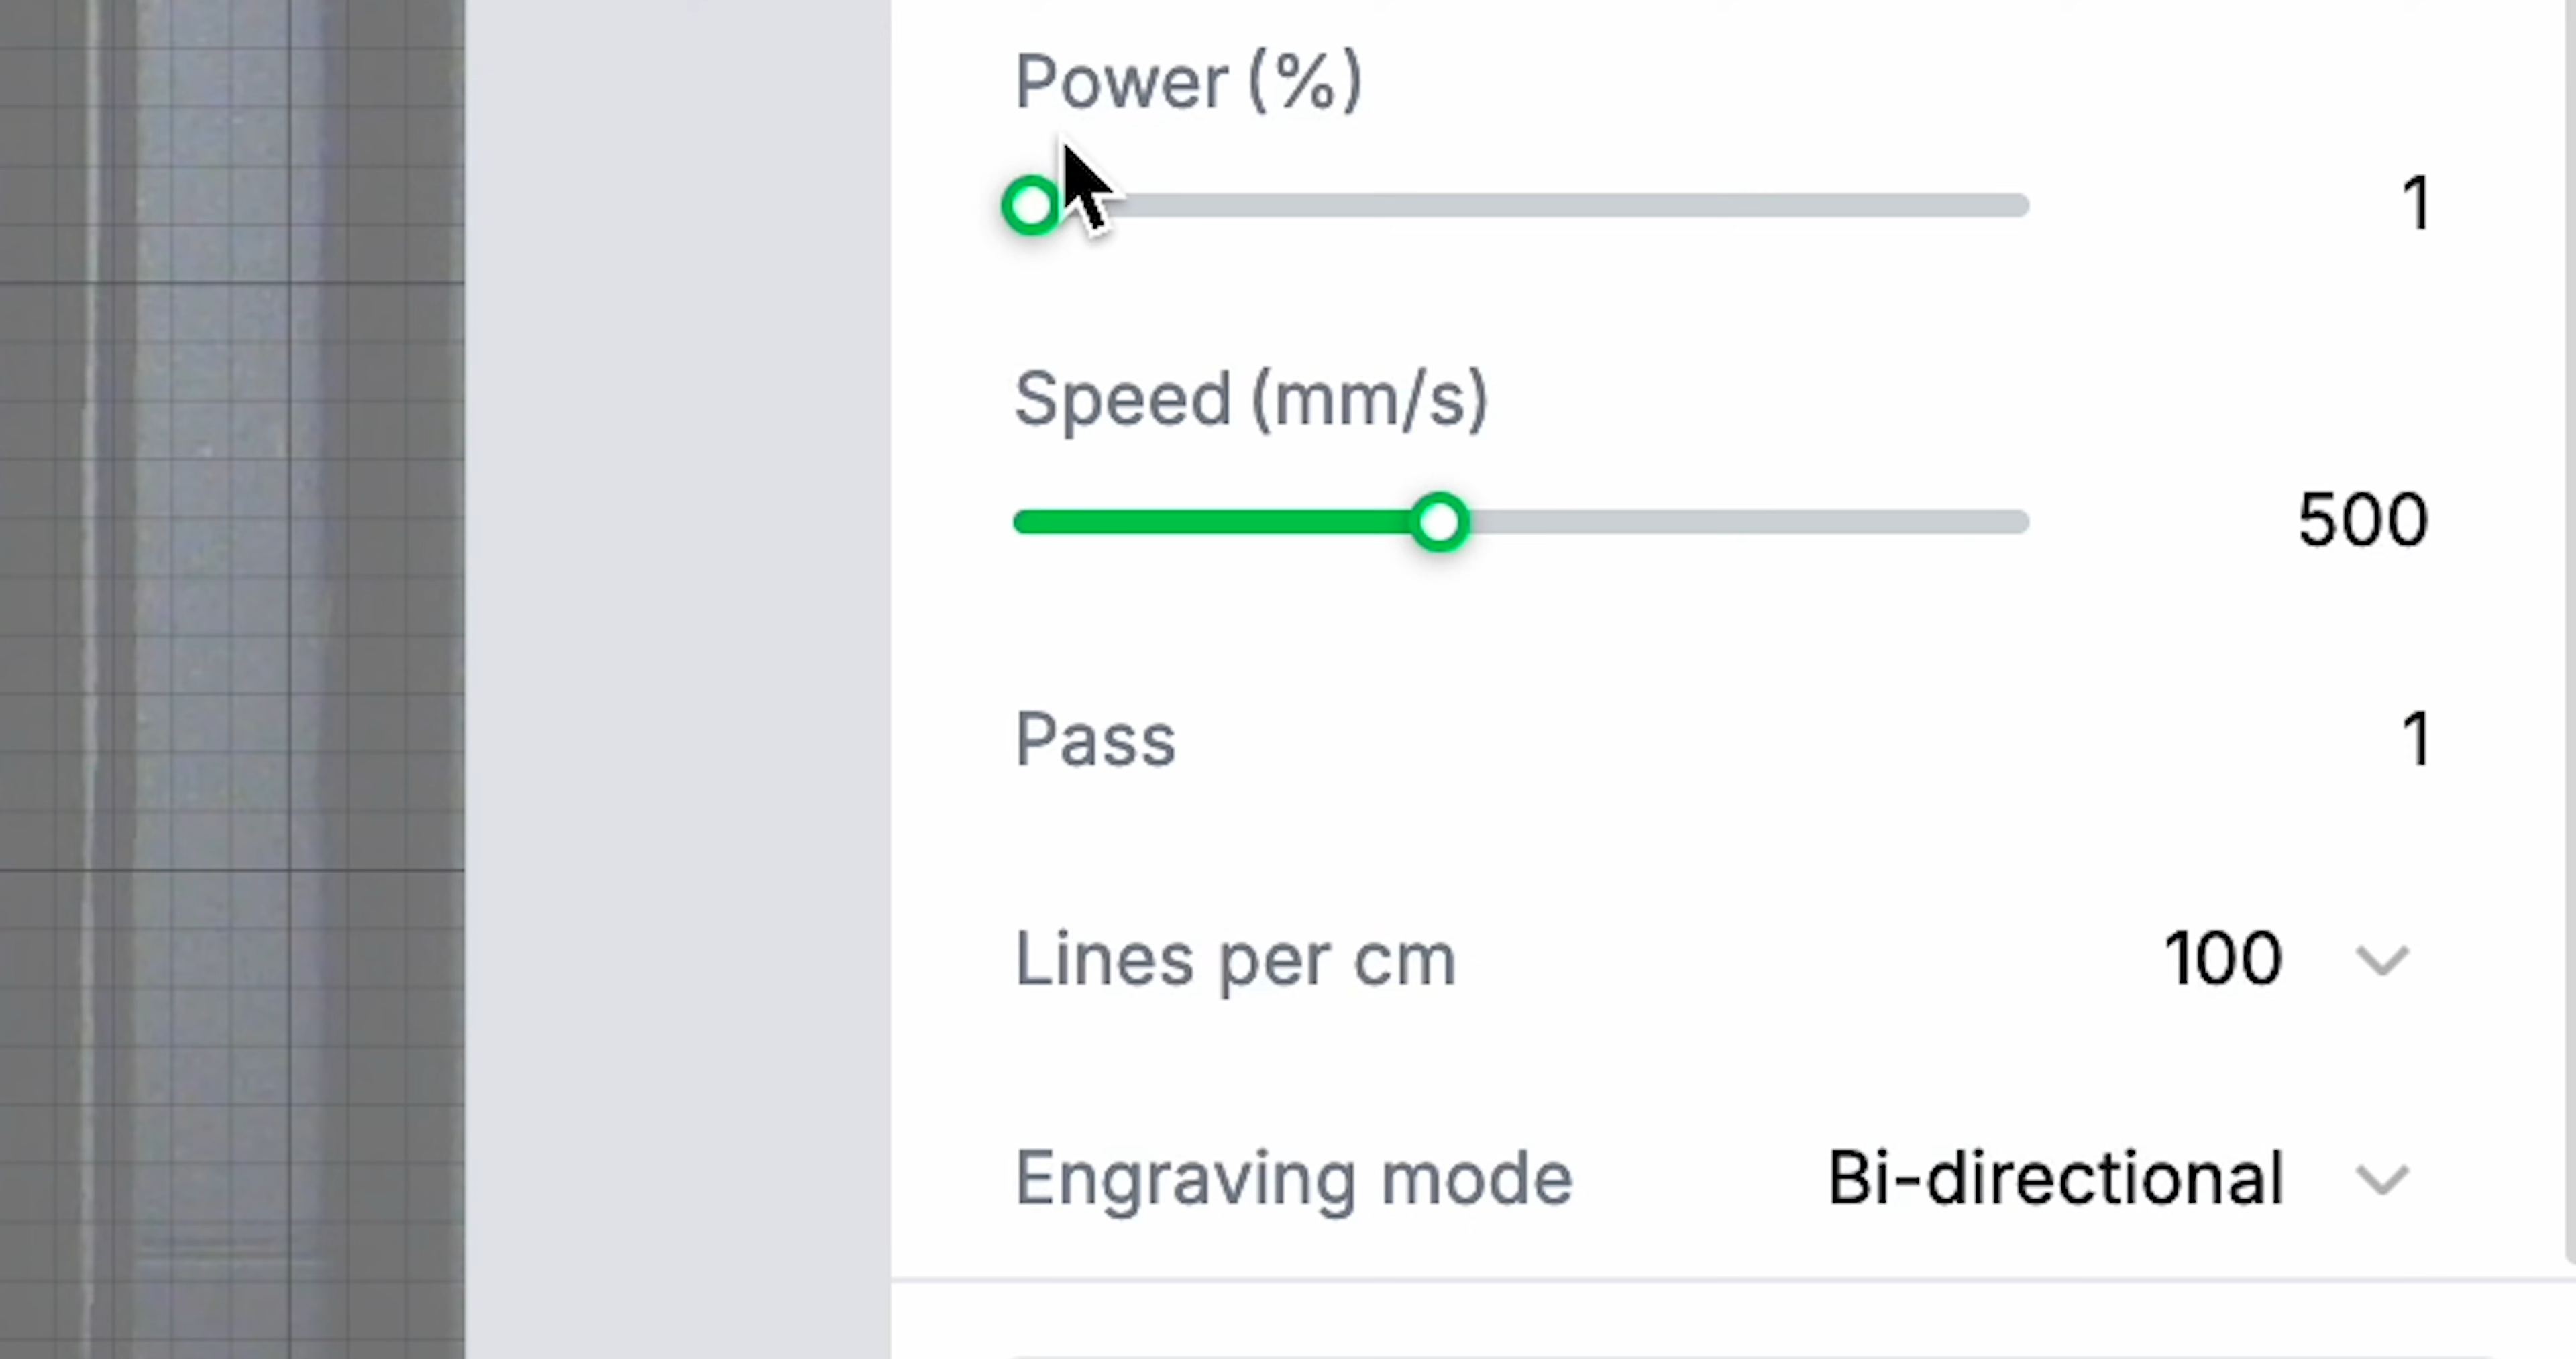 Power (%)
1
Speed (mm/s)
500
Pass 1
Lines per cm 100
Engraving mode Bi-directional